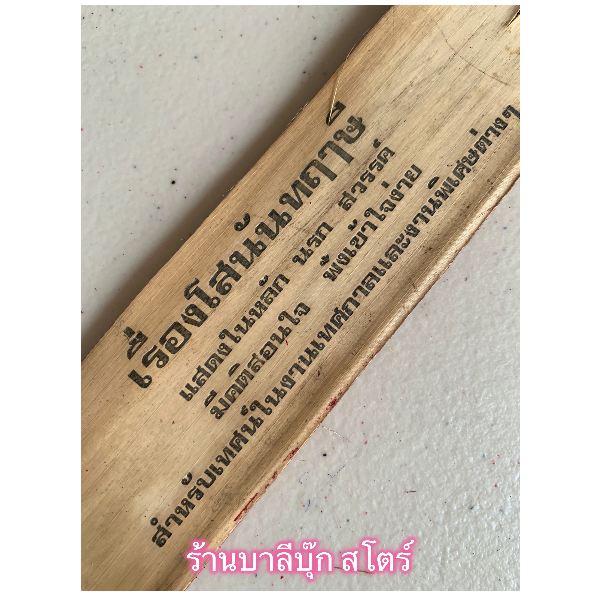 เรื่องโสนันทฤๅษี
แสดงในหลัก นรก สวรรค์
มีคติสอนใจ ฟังเข้าใจง่าย
สำหรับเทศน์ในงานเทศกาลและงานพิเศษต่างๆ
ร้านบาลีบุ๊ก สโตร์